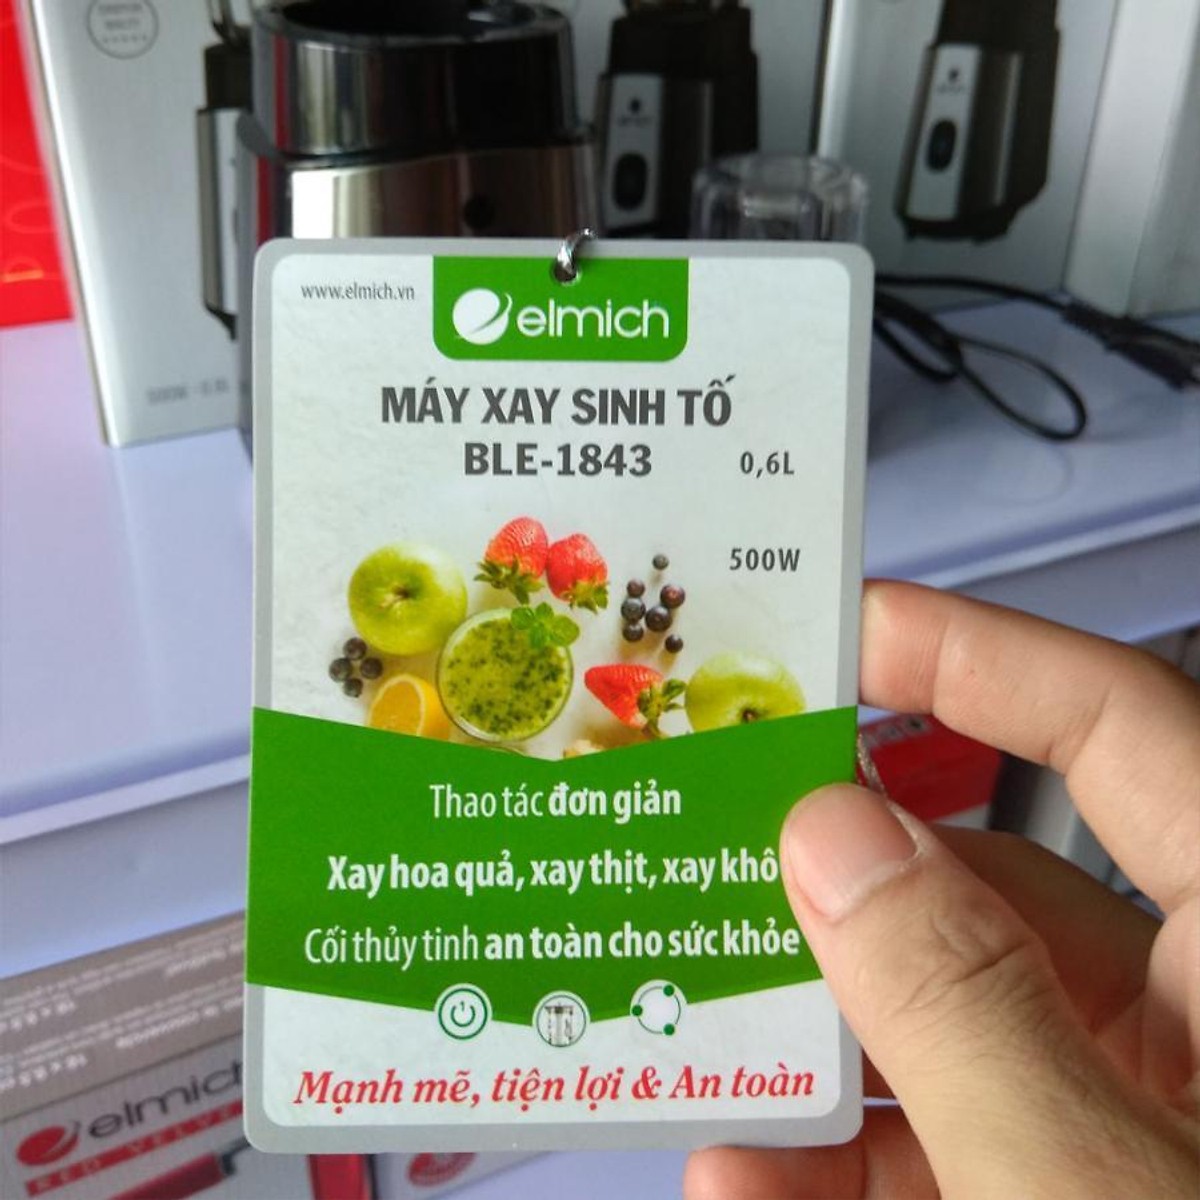 www.elmich.vn
elmich
MÁY XAY SINH TỐ
BLE-1843
0,6L
500W
Thao tác đơn giản
Xay hoa quả, xay thịt, xay khô
Cối thủy tinh an toàn cho sức khỏe
Mạnh mẽ, tiện lợi & An toàn
elmich
RED VELVE